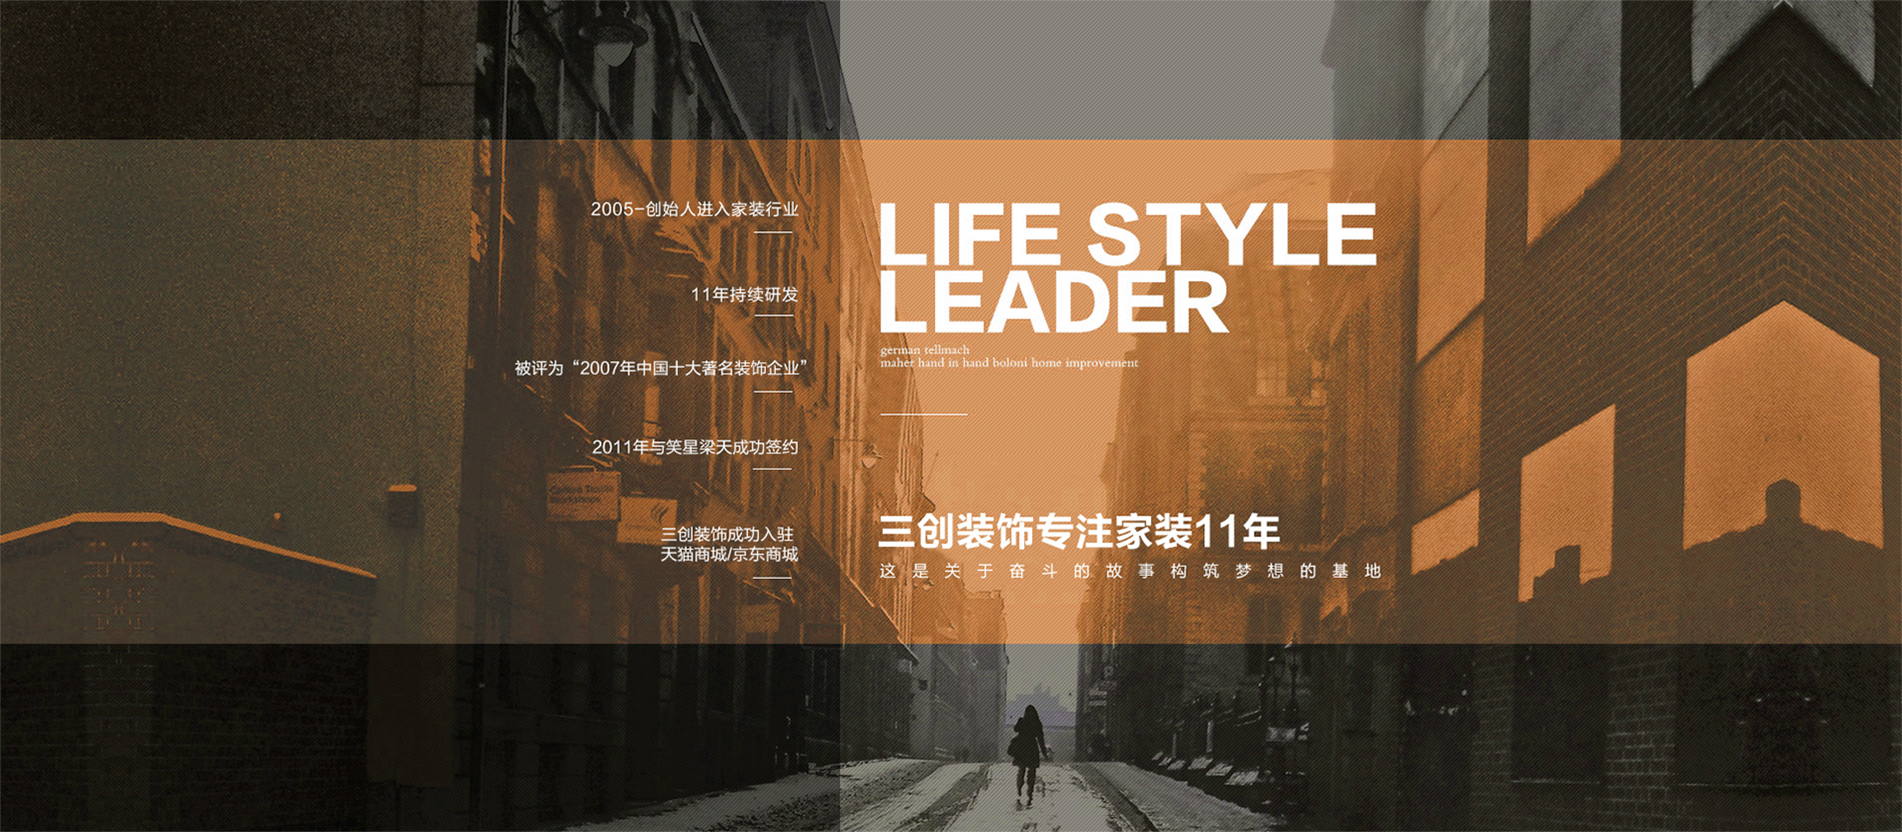 2005-创始人进入家装行业
11年持续研发
被评为“2007年中国十大著名装饰企业”
2011年与笑星梁天成功签约
三创装饰成功入驻
天猫商城/京东商城
LIFE STYLE
LEADER
german tellmach
maher hand in hand boloni home improvement
三创装饰专注家装11年
这是关于奋斗的故事构筑梦想的基地